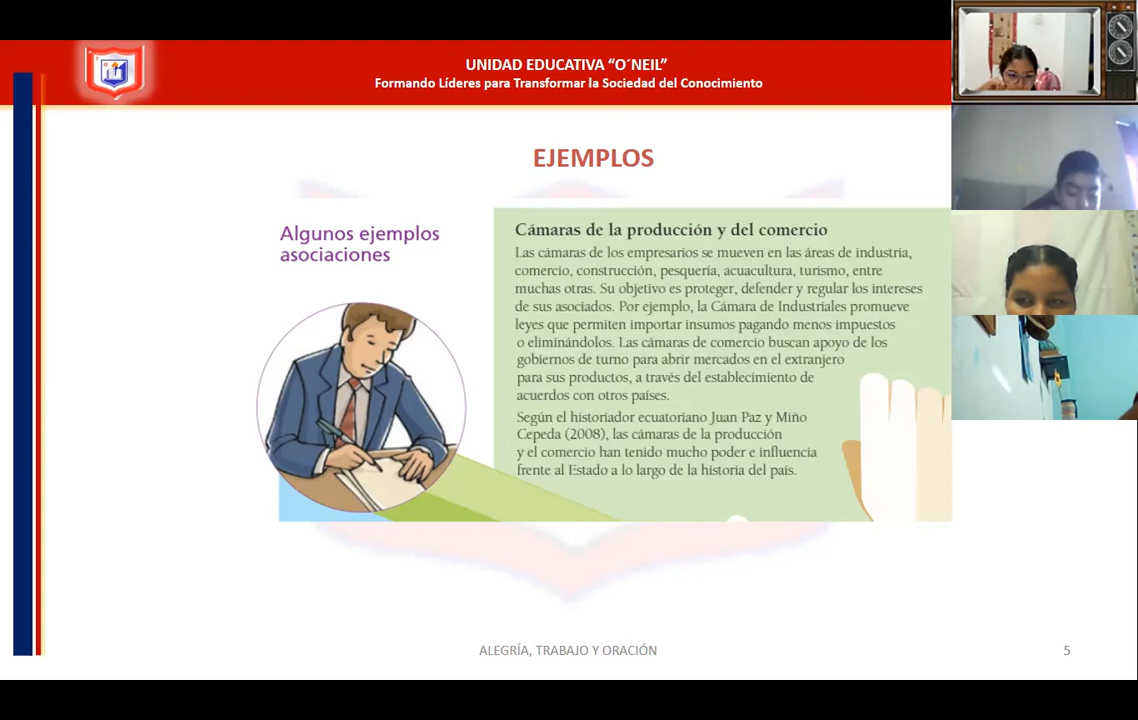 UNIDAD EDUCATIVA “O´NEIL”
Formando Líderes para Transformar la Sociedad del Conocimiento
EJEMPLOS
Algunos ejemplos
asociaciones
Cámaras de la producción y del comercio
Las cámaras de los empresarios se mueven en las áreas de industria,
comercio, construcción, pesquería, acuacultura, turismo, entre
muchas otras. Su objetivo es proteger, defender y regular los intereses
de sus asociados. Por ejemplo, la Cámara de Industriales promueve
leyes que permiten importar insumos pagando menos impuestos
o eliminándolos. Las cámaras de comercio buscan apoyo de los
gobiernos de turno para abrir mercados en el extranjero
para sus productos, a través del establecimiento de
acuerdos con otros países.
Según el historiador ecuatoriano Juan Paz y Miño
Cepeda (2008), las cámaras de la producción
y el comercio han tenido mucho poder e influencia
frente al Estado a lo largo de la historia del país.
ALEGRÍA, TRABAJO Y ORACIÓN
5